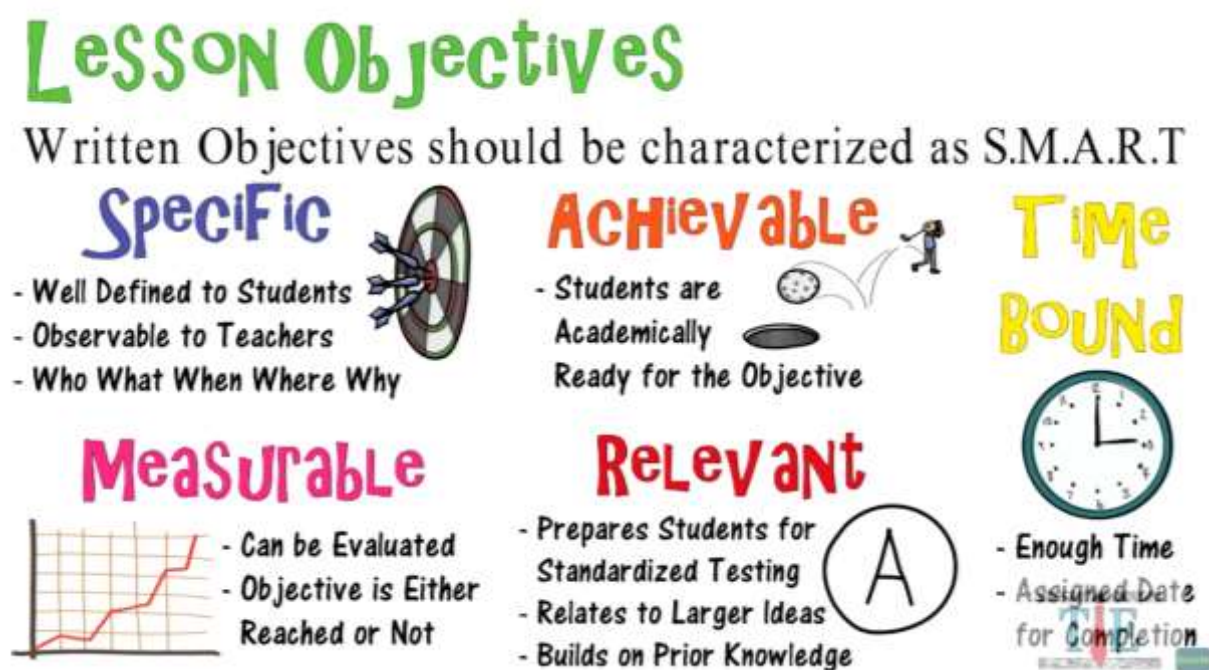 Lesson Objectives
Written Objectives should be characterized as S.M.A.R.T
Specific
- Well Defined to Students
- Observable to Teachers
- Who What When Where Why
Measurable
- Can be Evaluated
- Objective is Either
Reached or Not
Achievable
- Students are
Academically
Ready for the Objective
Relevant
- Prepares Students for
Standardized Testing
- Relates to Larger Ideas
- Builds on Prior Knowledge
A
Time
Bound
- Enough Time
- Assigned Date
for Completion
TE